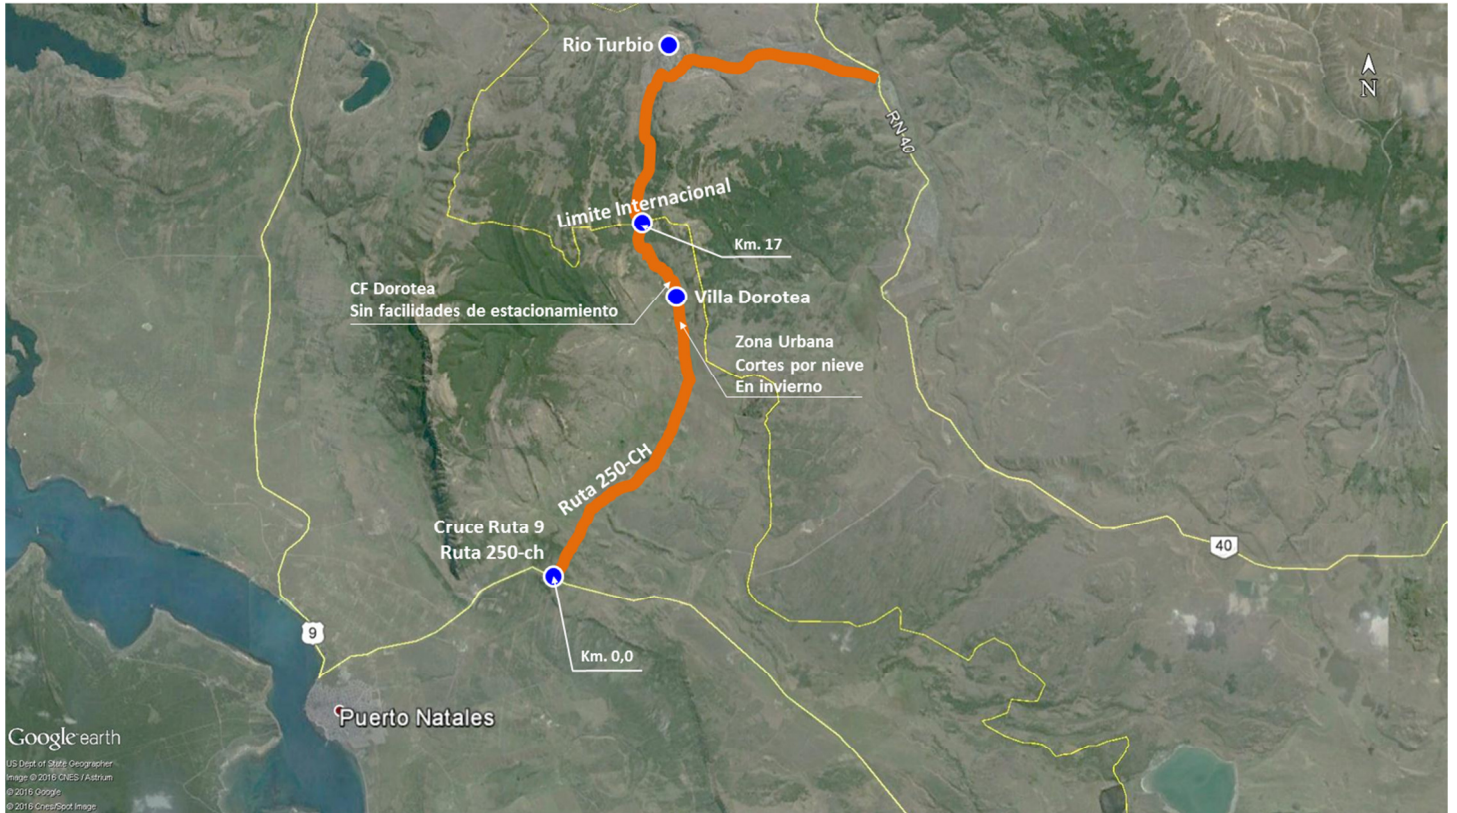 Rio Turbio
N
RN-40
Limite Internacional
Km. 17
CF Dorotea
Sin facilidades de estacionamiento
Villa Dorotea
Zona Urbana
Cortes por nieve
En invierno
Ruta 250-CH
Cruce Ruta 9
Ruta 250-ch
40
9
Km. 0,0
Puerto Natales
Google earth
US Dept of State Geographer
Image © 2016 CNES / Astrium
© 2016 Google
© 2016 Cnes/Spot Image